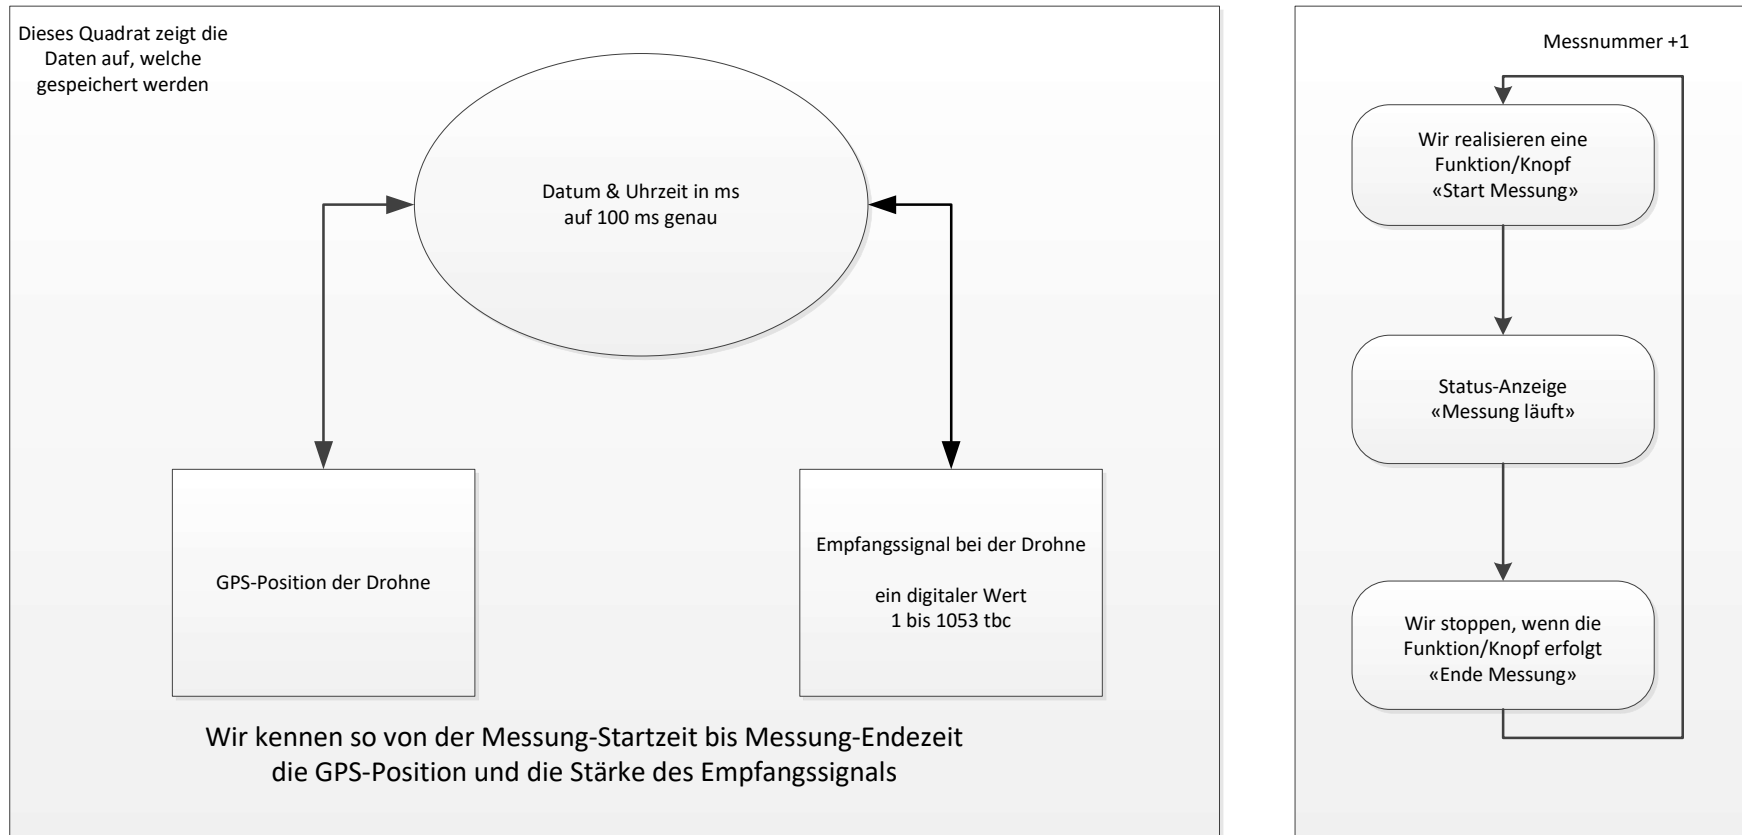 Dieses Quadrat zeigt die
Daten auf, welche
gespeichert werden
Datum & Uhrzeit in ms
auf 100 ms genau
GPS-Position der Drohne
Empfangssignal bei der Drohne
ein digitaler Wert
1 bis 1053 tbc
Wir kennen so von der Messung-Startzeit bis Messung-Endezeit
die GPS-Position und die Stärke des Empfangssignals
Messnummer +1
Wir realisieren eine
Funktion/Knopf
«Start Messung»
Status-Anzeige
«Messung läuft»
Wir stoppen, wenn die
Funktion/Knopf erfolgt
«Ende Messung»